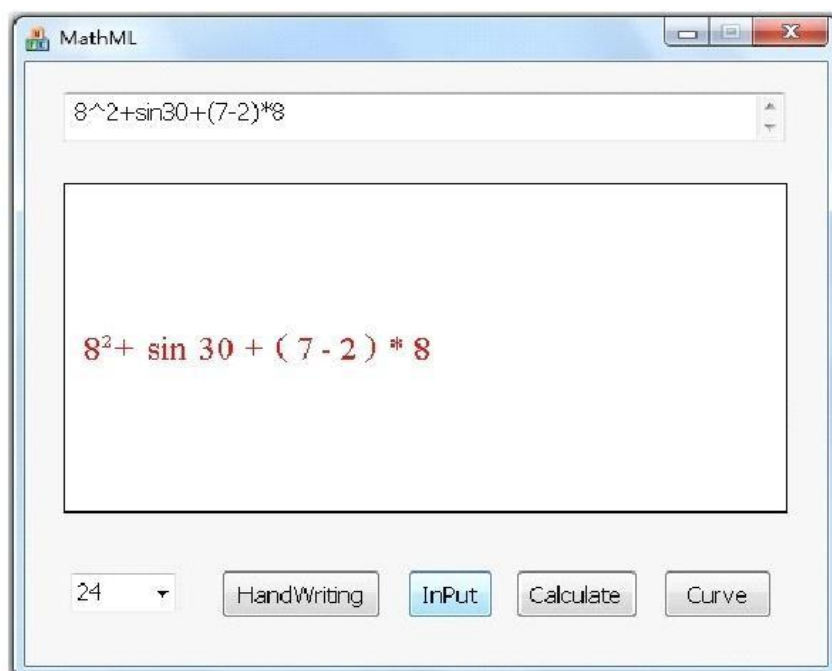 MathML
8^2+sin30+(7-2)*8
8²+ sin 30 + ( 7 - 2 ) * 8
24 HandWriting InPut Calculate Curve